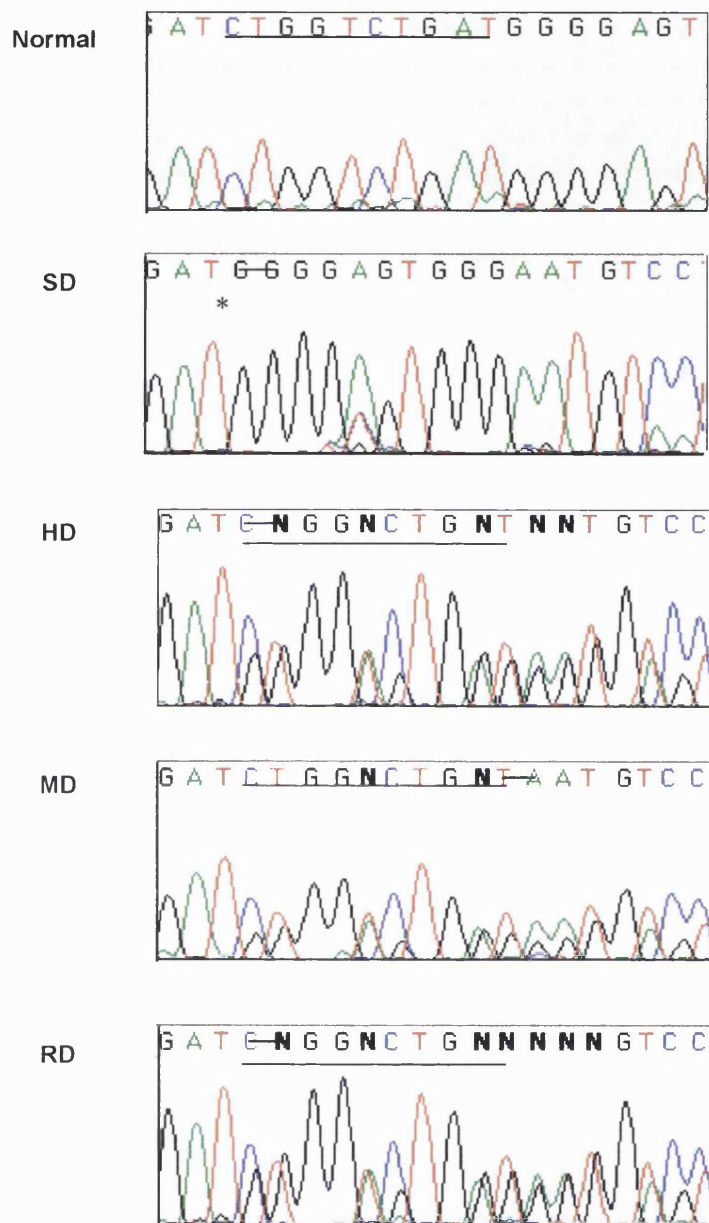 Normal
G A T C T G G T C T G A T G G G G A G T
SD
G A T G G G G A G T G G G A A T G T C C T
*
HD
G A T C N G G N C T G N T N N T G T C C
MD
G A T C T G G N C T G N T A A T G T C C
RD
G A T C N G G N C T G N N N N N G T C C